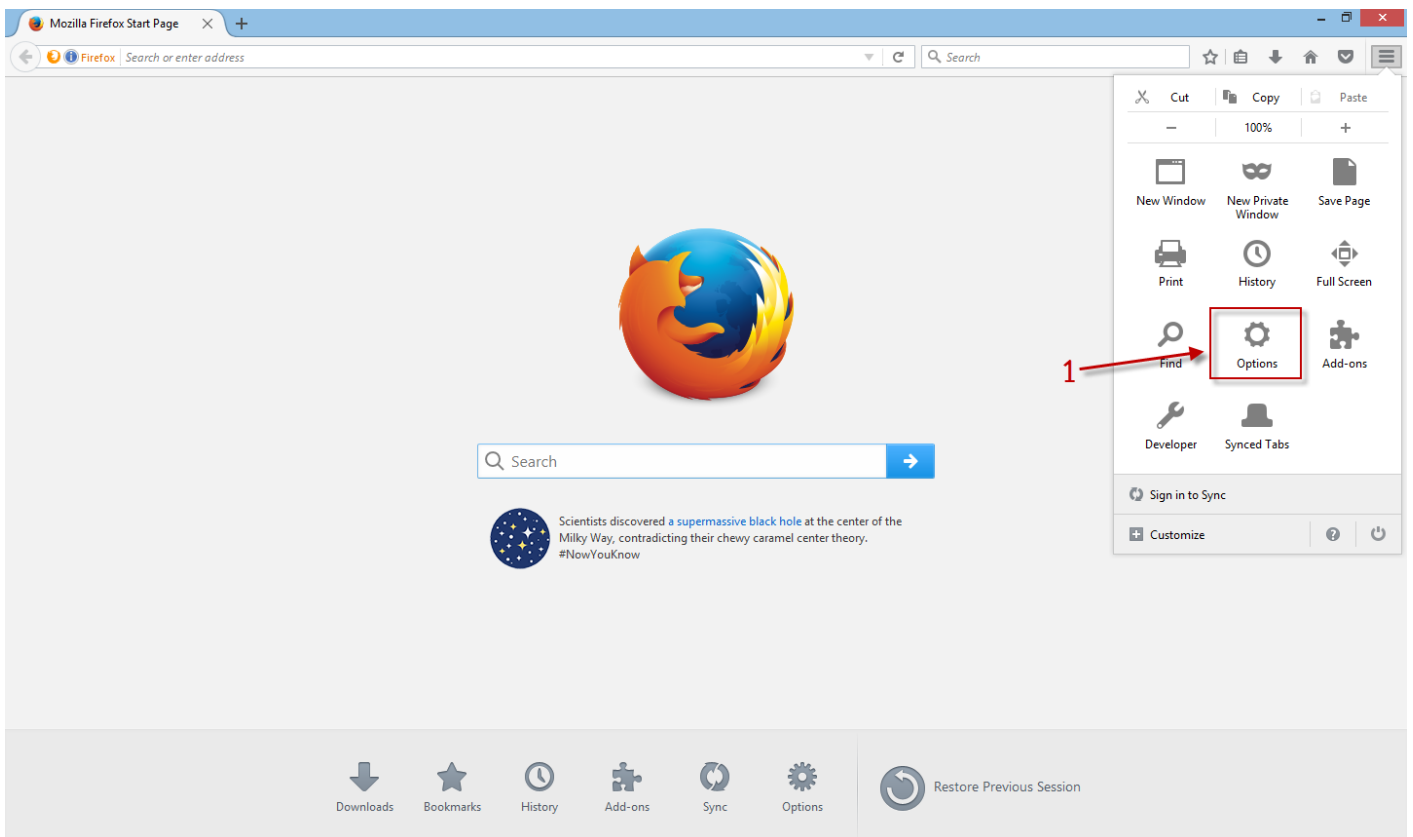 Mozilla Firefox Start Page
Firefox Search or enter address
Search
Cut Copy Paste
100%
New Window New Private Window Save Page
Print History Full Screen
1
Find Options Add-ons
Developer Synced Tabs
Sign in to Sync
Customize
Search
Scientists discovered a supermassive black hole at the center of the
Milky Way, contradicting their chewy caramel center theory.
#NowYouKnow
Downloads Bookmarks History Add-ons Sync Options Restore Previous Session